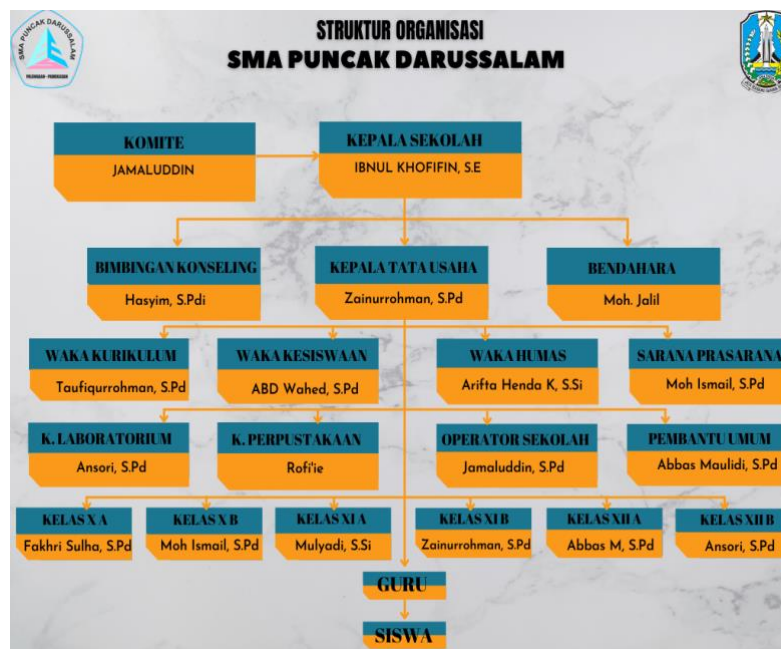 STRUKTUR ORGANISASI
SMA PUNCAK DARUSSALAM
SMA PUNCAK DARUSSALAM
KOMITE
JAMALUDDIN
KEPALA SEKOLAH
IBNUL KHOFIFIN, S.E
BIMBINGAN KONSELING
Hasyim, S.Pdi
KEPALA TATA USAHA
Zainurrohman, S.Pd
BENDAHARA
Moh. Jalil
WAKA KURIKULUM
Taufiqurrohman, S.Pd
WAKA KESISWAAN
ABD Wahed, S.Pd
WAKA HUMAS
Arifta Henda K, S.Si
SARANA PRASARANA
Moh Ismail, S.Pd
K. LABORATORIUM
Ansori, S.Pd
K. PERPUSTAKAAN
Rofi'ie
OPERATOR SEKOLAH
Jamaluddin, S.Pd
PEMBANTU UMUM
Abbas Maulidi, S.Pd
KELAS X A
Fakhri Sulha, S.Pd
KELAS X B
Moh Ismail, S.Pd
KELAS XI A
Mulyadi, S.Si
KELAS XI B
Zainurrohman, S.Pd
KELAS XII A
Abbas M, S.Pd
KELAS XII B
Ansori, S.Pd
GURU
SISWA